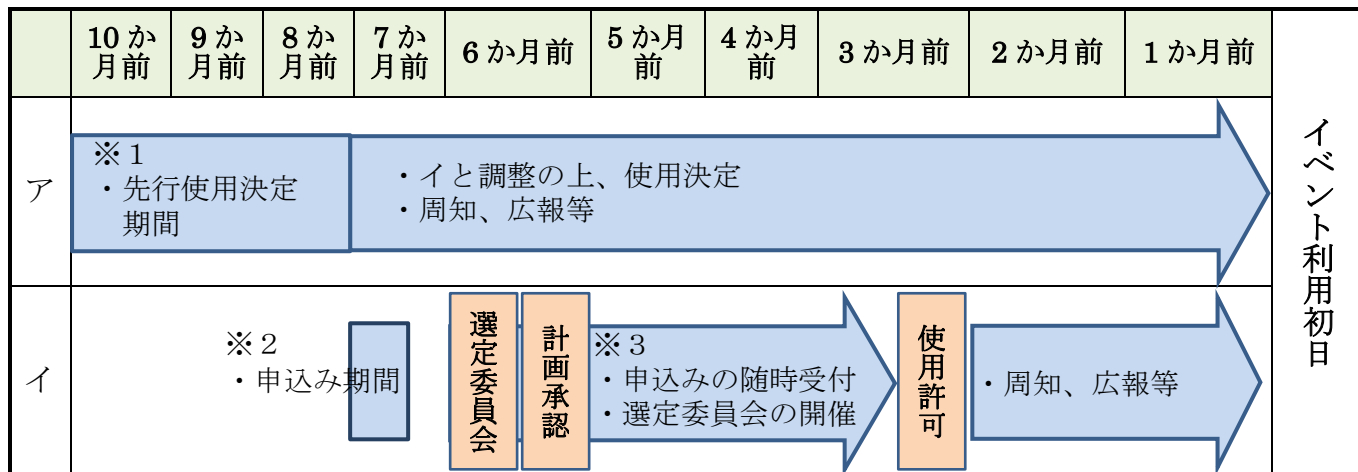 10か
月前
9か
月前
8か
月前
7か
月前
6か月前
5か月
前
4か月
前
3か月前
2か月前
1か月前
イベント利用初日
ア
※1
・先行使用決定
期間
・イと調整の上、使用決定
・周知、広報等
イ
※2
・申込み期間
選定委員会
計画承認
※3
・申込みの随時受付
・選定委員会の開催
使用許可
・周知、広報等